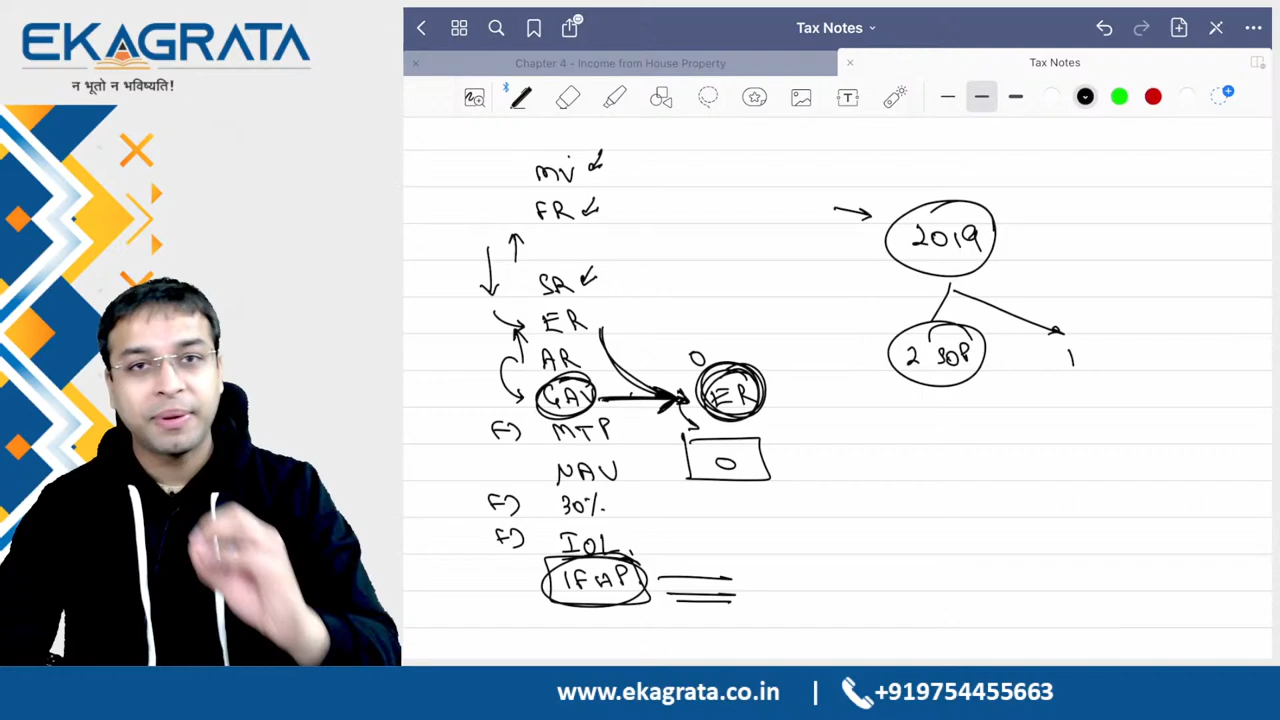 EKAGRATA
न भूतो न भविष्यति!
Tax Notes
Chapter 4 - Income from House Property
Tax Notes
MV
FR
SR
ER
AR
GAV
(-) MTP
NAV
(-) 30%
(-) IOL
IFHP
0
ER
0
2019
2 SOP
1
www.ekagrata.co.in | +919754455663